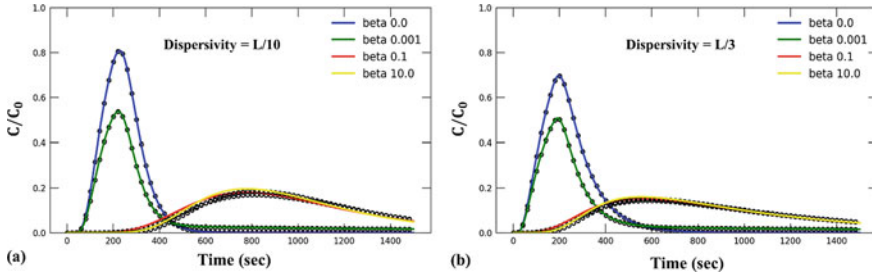 1.0
0.8
0.6
0.4
0.2
0.0
C/C₀
Dispersivity = L/10
beta 0.0
beta 0.001
beta 0.1
beta 10.0
0 200 400 600 800 1000 1200 1400
(a)
Time (sec)
1.0
0.8
0.6
0.4
0.2
0.0
C/C₀
Dispersivity = L/3
beta 0.0
beta 0.001
beta 0.1
beta 10.0
0 200 400 600 800 1000 1200 1400
(b)
Time (sec)